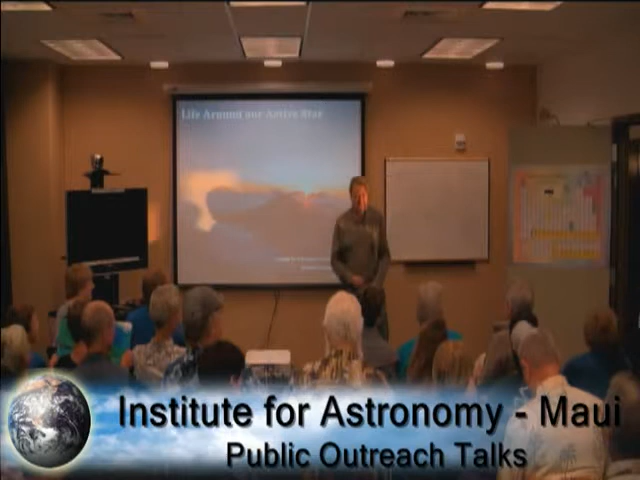 Life Around our Active Star
Institute for Astronomy - Maui
Public Outreach Talks